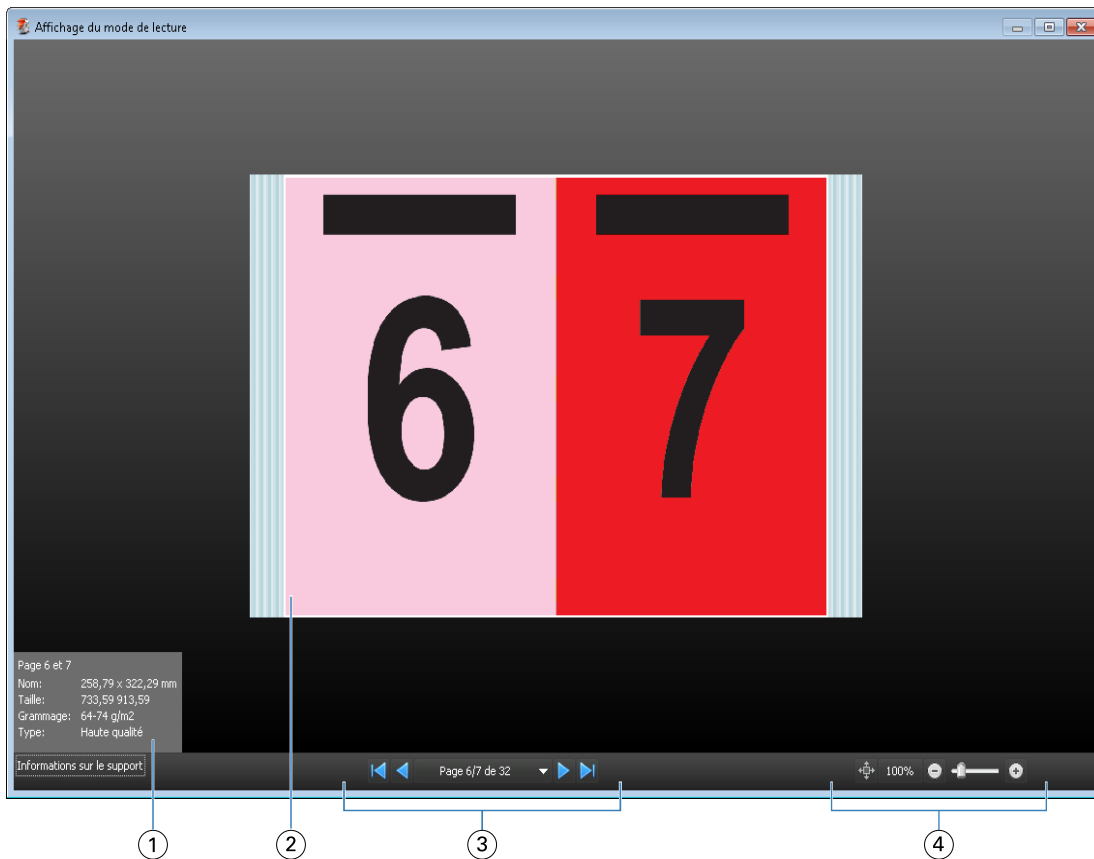 Affichage du mode de lecture
6 7
Page 6 et 7
Nom: 258,79 x 322,29 mm
Taille: 733,59 913,59
Grammage: 64-74 g/m2
Type: Haute qualité
Informations sur le support
Page 6/7 de 32
100%
1 2 3 4